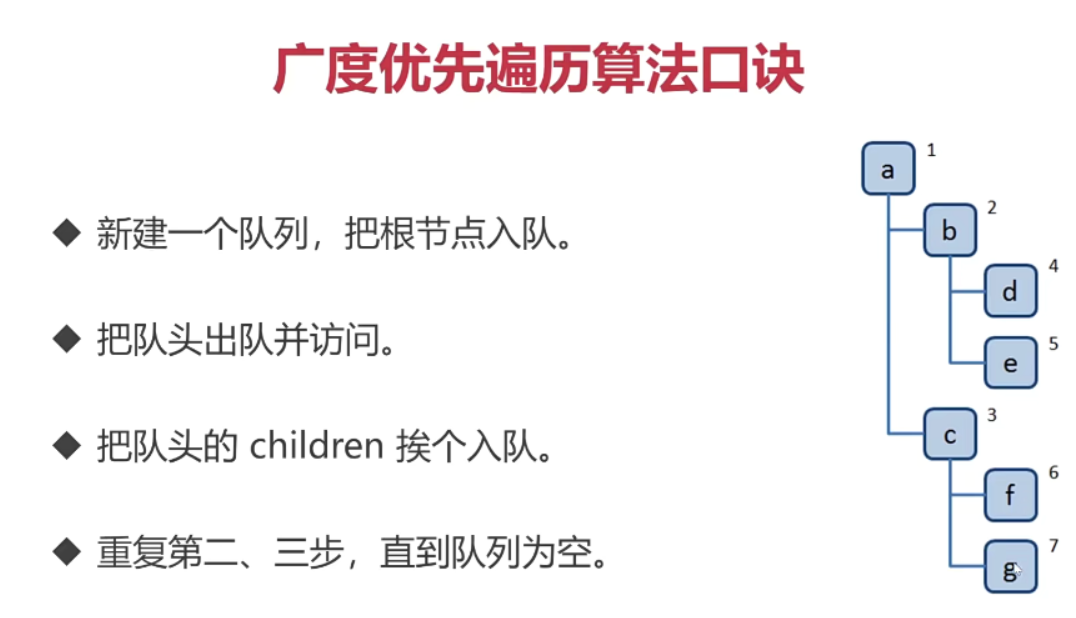 广度优先遍历算法口诀
◆ 新建一个队列，把根节点入队。
◆ 把队头出队并访问。
◆ 把队头的 children 挨个入队。
◆ 重复第二、三步，直到队列为空。
a 1
b 2
d 4
e 5
c 3
f 6
g 7